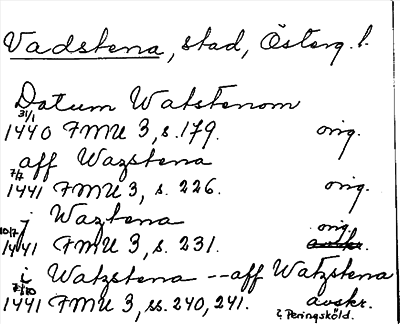 Vadstena, stad, Österg. l.
Datum Watstenom
31/1
1440 FMU 3, s. 179. orig.
aff Wazstena
7/7
1441 FMU 3, s. 226. orig.
j Waztena
10/7 orig.
1441 FMU 3, s. 231. avskr.
i Watzstena -- aff Watzstena
7/10
1441 FMU 3, ss. 240, 241. avskr.
Peringsköld.